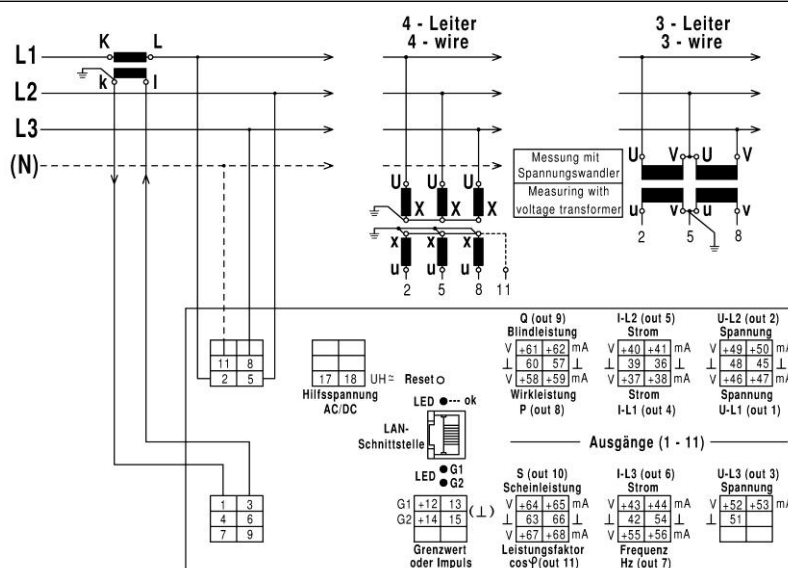 4 - Leiter
4 - wire
3 - Leiter
3 - wire
K L
L1
k l
L2
L3
(N)
U U U
X X X
x x x
u u u
2 5 8 11
Messung mit
Spannungswandler
Measuring with
voltage transformer
U V U V
u v u v
2 5 8
11 8
2 5
17 18 UH ≃
Hilfsspannung
AC/DC
Reset
LED --- ok
LAN-
Schnittstelle
LED G1
G2
G1 +12 13 (⊥)
G2 +14 15
Grenzwert
oder Impuls
1 3
4 6
7 9
Q (out 9)
Blindleistung
V +61 +62 mA
⊥ 60 57 ⊥
V +58 +59 mA
Wirkleistung
P (out 8)
I-L2 (out 5)
Strom
V +40 +41 mA
⊥ 39 36 ⊥
V +37 +38 mA
Strom
I-L1 (out 4)
U-L2 (out 2)
Spannung
V +49 +50 mA
⊥ 48 45 ⊥
V +46 +47 mA
Spannung
U-L1 (out 1)
Ausgänge (1 - 11)
S (out 10)
Scheinleistung
V +64 +65 mA
⊥ 63 66 ⊥
V +67 +68 mA
Leistungsfaktor
cosφ(out 11)
I-L3 (out 6)
Strom
V +43 +44 mA
⊥ 42 54 ⊥
V +55 +56 mA
Frequenz
Hz (out 7)
U-L3 (out 3)
Spannung
V +52 +53 mA
⊥ 51